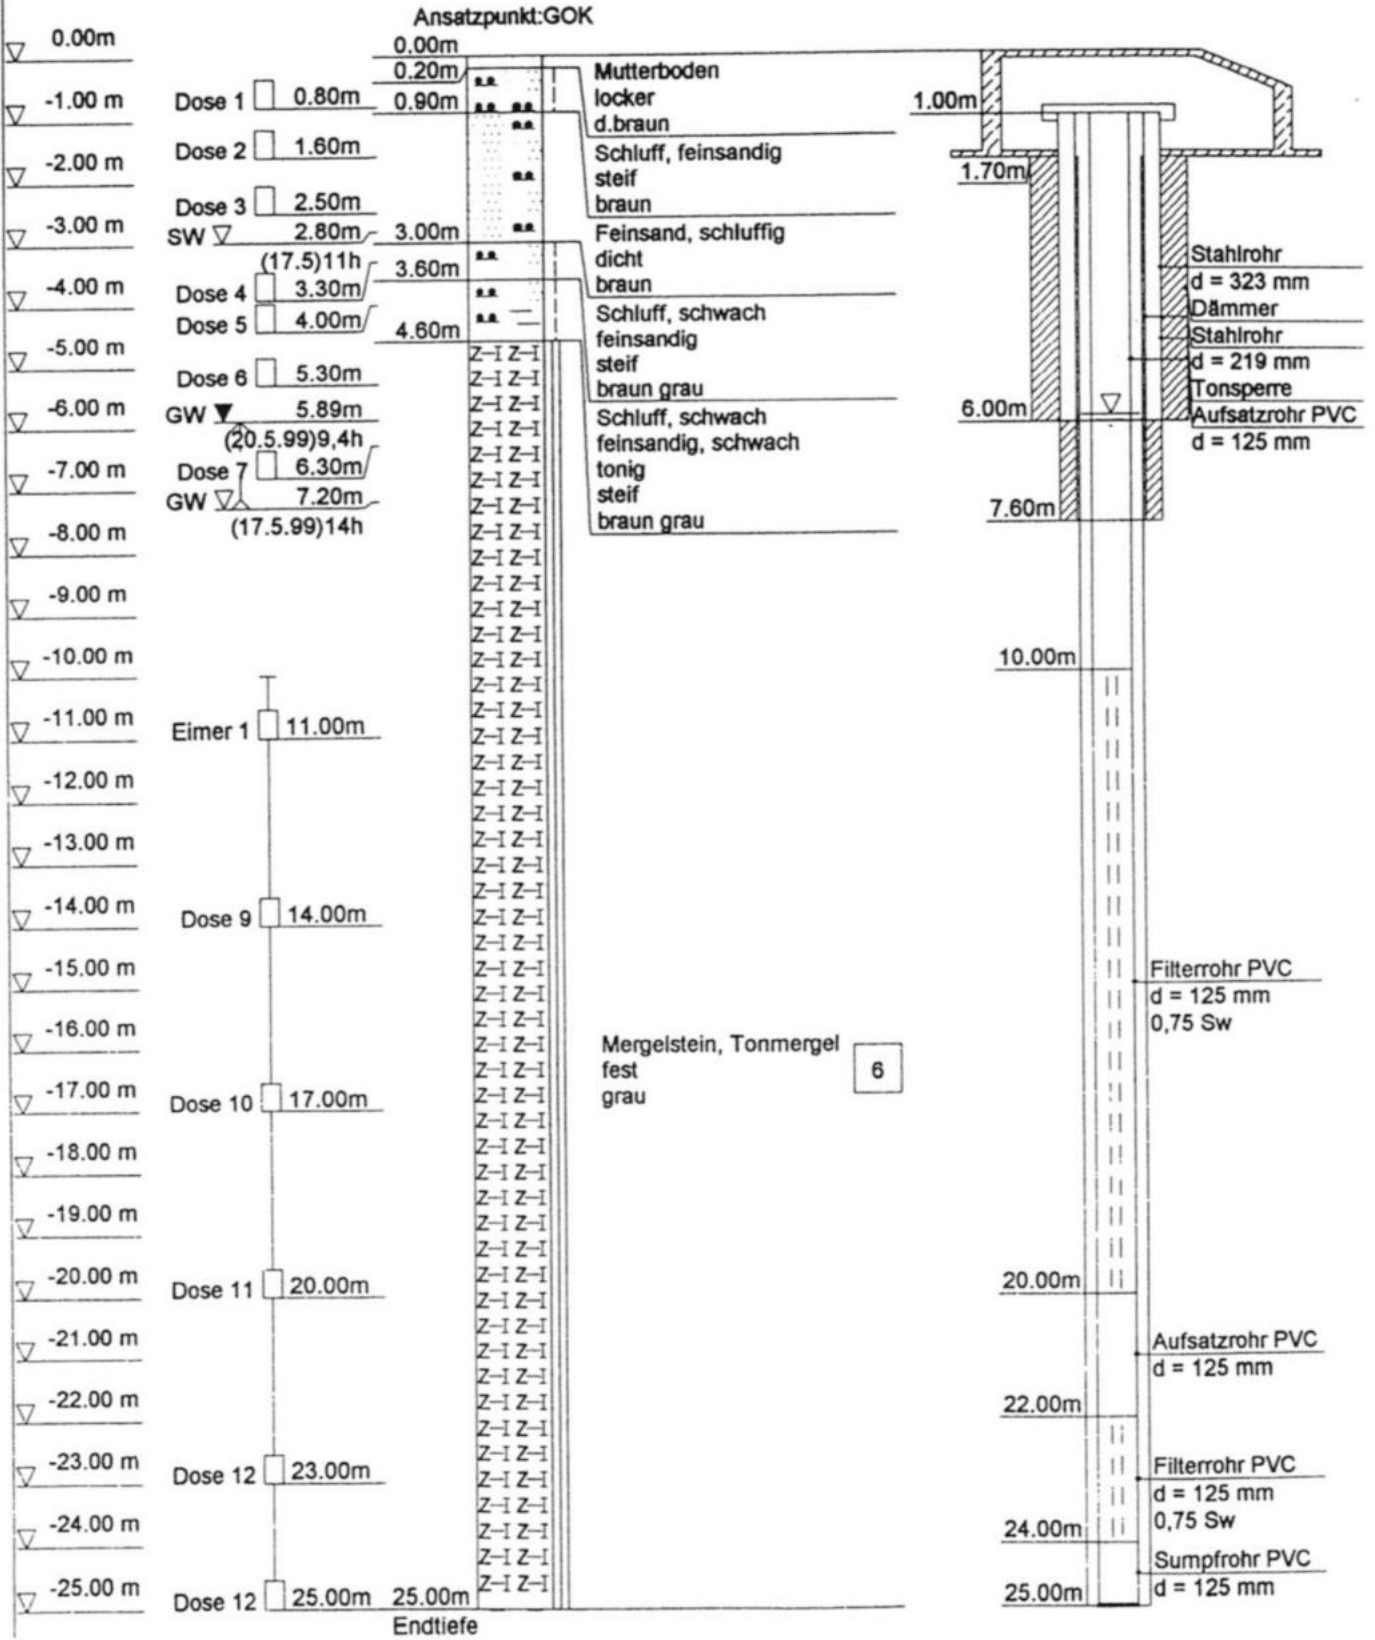 Ansatzpunkt:GOK
0.00m
-1.00 m
-2.00 m
-3.00 m
-4.00 m
-5.00 m
-6.00 m
-7.00 m
-8.00 m
-9.00 m
-10.00 m
-11.00 m
-12.00 m
-13.00 m
-14.00 m
-15.00 m
-16.00 m
-17.00 m
-18.00 m
-19.00 m
-20.00 m
-21.00 m
-22.00 m
-23.00 m
-24.00 m
-25.00 m
Dose 1 0.80m
Dose 2 1.60m
Dose 3 2.50m
SW 2.80m
(17.5)11h
Dose 4 3.30m
Dose 5 4.00m
Dose 6 5.30m
GW 5.89m
(20.5.99)9,4h
Dose 7 6.30m
GW 7.20m
(17.5.99)14h
Eimer 1 11.00m
Dose 9 14.00m
Dose 10 17.00m
Dose 11 20.00m
Dose 12 23.00m
Dose 12 25.00m
0.00m
0.20m
0.90m
3.00m
3.60m
4.60m
25.00m
Endtiefe
Mutterboden
locker
d.braun
Schluff, feinsandig
steif
braun
Feinsand, schluffig
dicht
braun
Schluff, schwach
feinsandig
steif
braun grau
Schluff, schwach
feinsandig, schwach
tonig
steif
braun grau
Mergelstein, Tonmergel
fest
grau
6
1.00m
1.70m
6.00m
7.60m
10.00m
20.00m
22.00m
24.00m
25.00m
Stahlrohr
d = 323 mm
Dämmer
Stahlrohr
d = 219 mm
Tonsperre
Aufsatzrohr PVC
d = 125 mm
Filterrohr PVC
d = 125 mm
0,75 Sw
Aufsatzrohr PVC
d = 125 mm
Filterrohr PVC
d = 125 mm
0,75 Sw
Sumpfrohr PVC
d = 125 mm